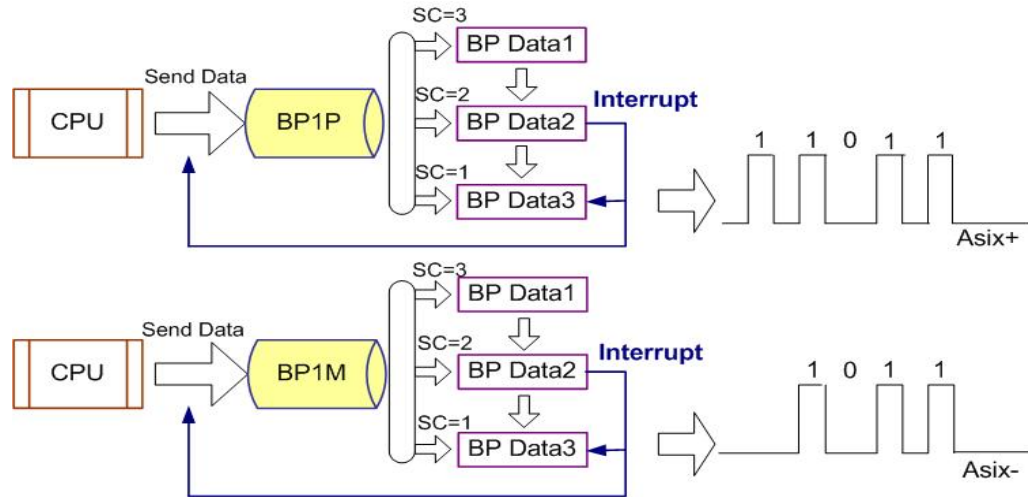 SC=3
BP Data1
Send Data
CPU
BP1P
SC=2
BP Data2
Interrupt
SC=1
BP Data3
1 1 0 1 1
Asix+
SC=3
BP Data1
Send Data
CPU
BP1M
SC=2
BP Data2
Interrupt
SC=1
BP Data3
1 0 1 1
Asix-